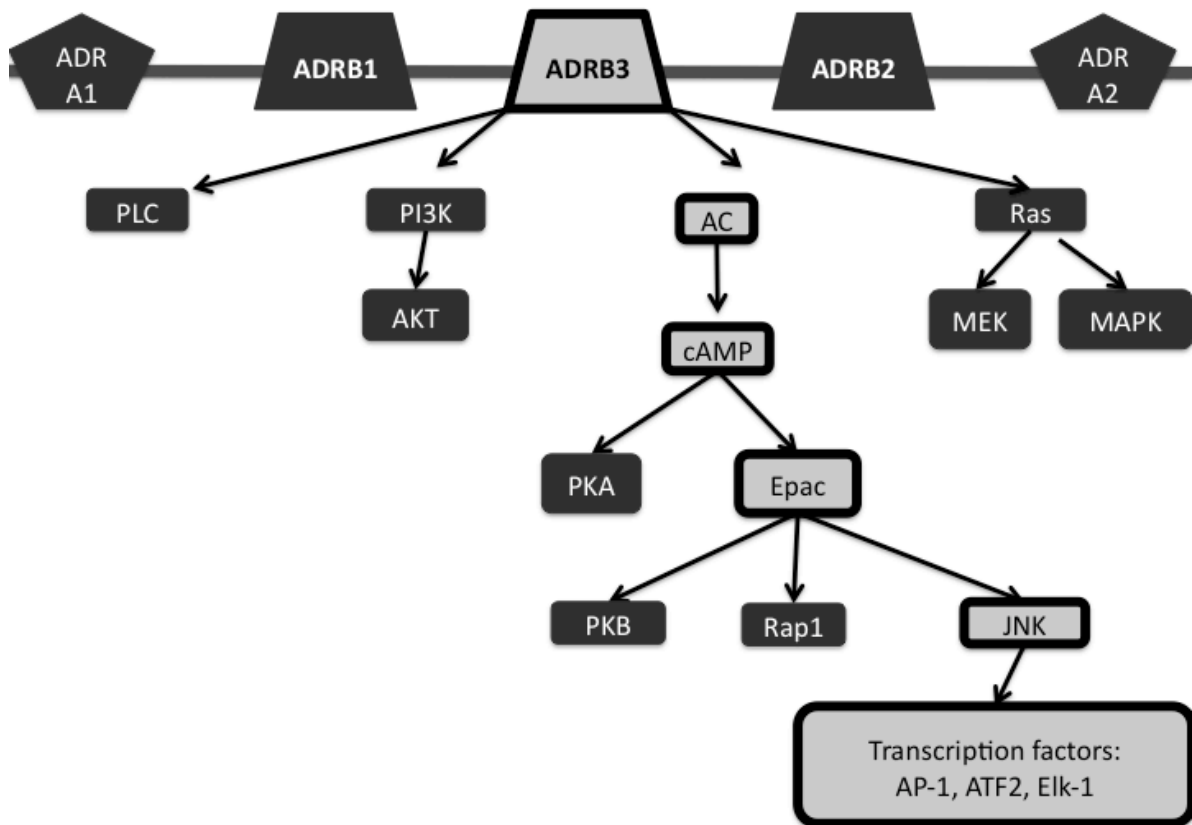 ADR
A1
ADRB1
ADRB3
ADRB2
ADR
A2
PLC
PI3K
AC
Ras
AKT
MEK
MAPK
cAMP
PKA
Epac
PKB
Rap1
JNK
Transcription factors:
AP-1, ATF2, Elk-1